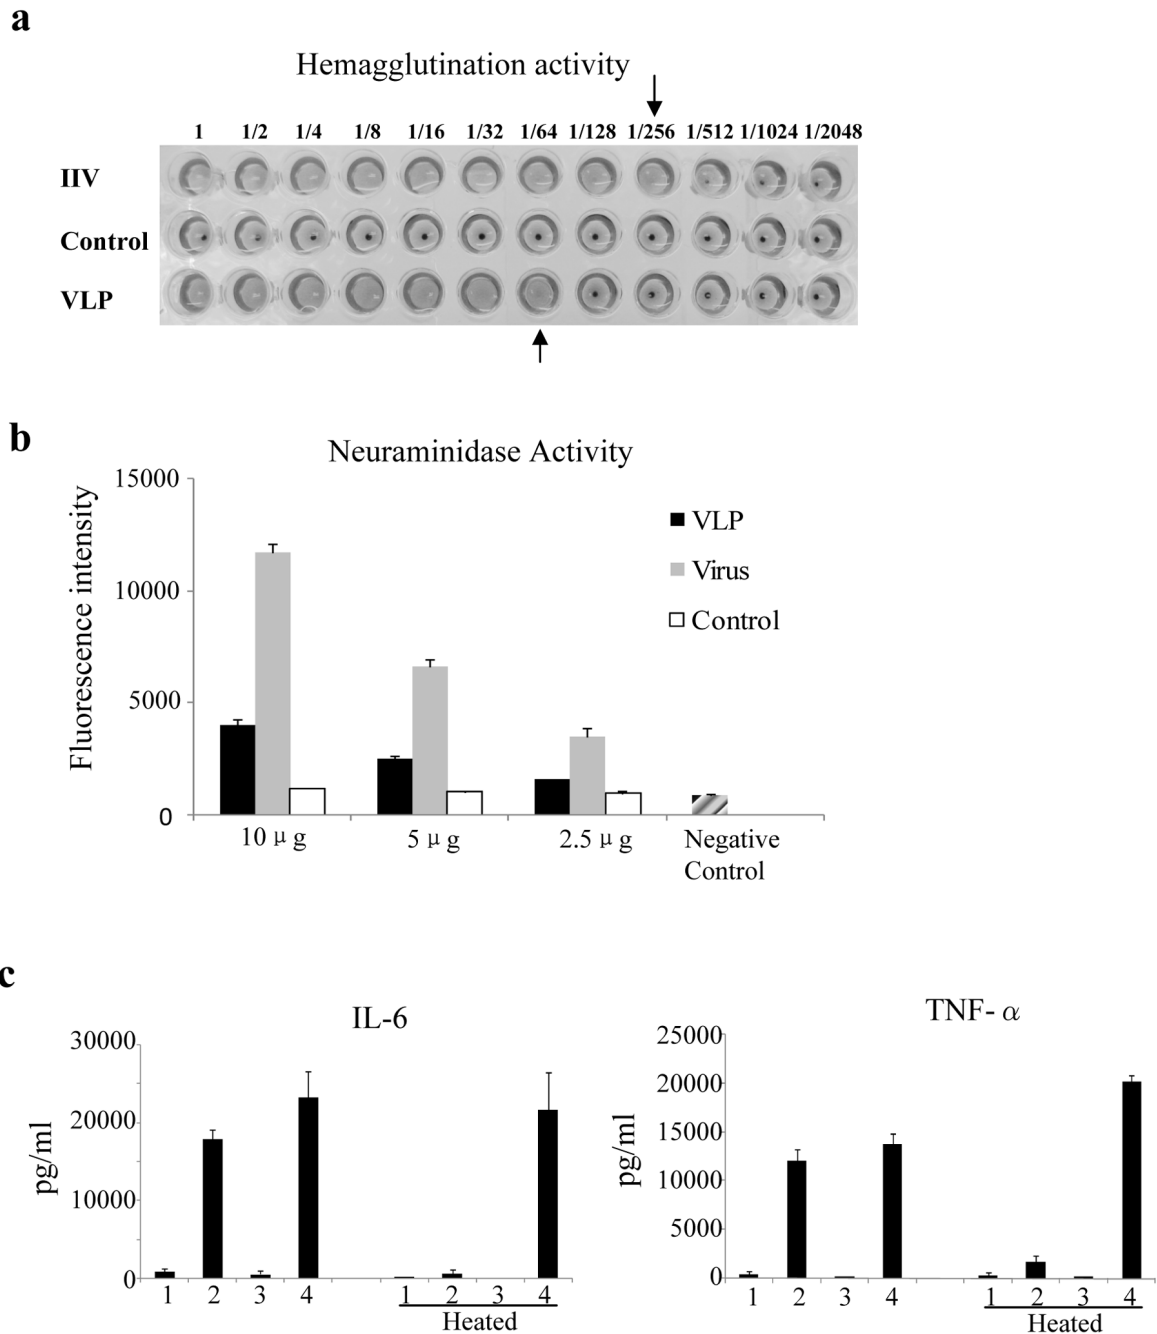 a
Hemagglutination activity
1 1/2 1/4 1/8 1/16 1/32 1/64 1/128 1/256 1/512 1/1024 1/2048
IIV
Control
VLP
b
Neuraminidase Activity
Fluorescence intensity
15000
10000
5000
0
VLP
Virus
Control
10 μ g 5 μ g 2.5 μ g Negative
Control
c
IL-6
pg/ml
30000
20000
10000
0
1 2 3 4 1 2 3 4
Heated
TNF- α
pg/ml
25000
20000
15000
10000
5000
0
1 2 3 4 1 2 3 4
Heated